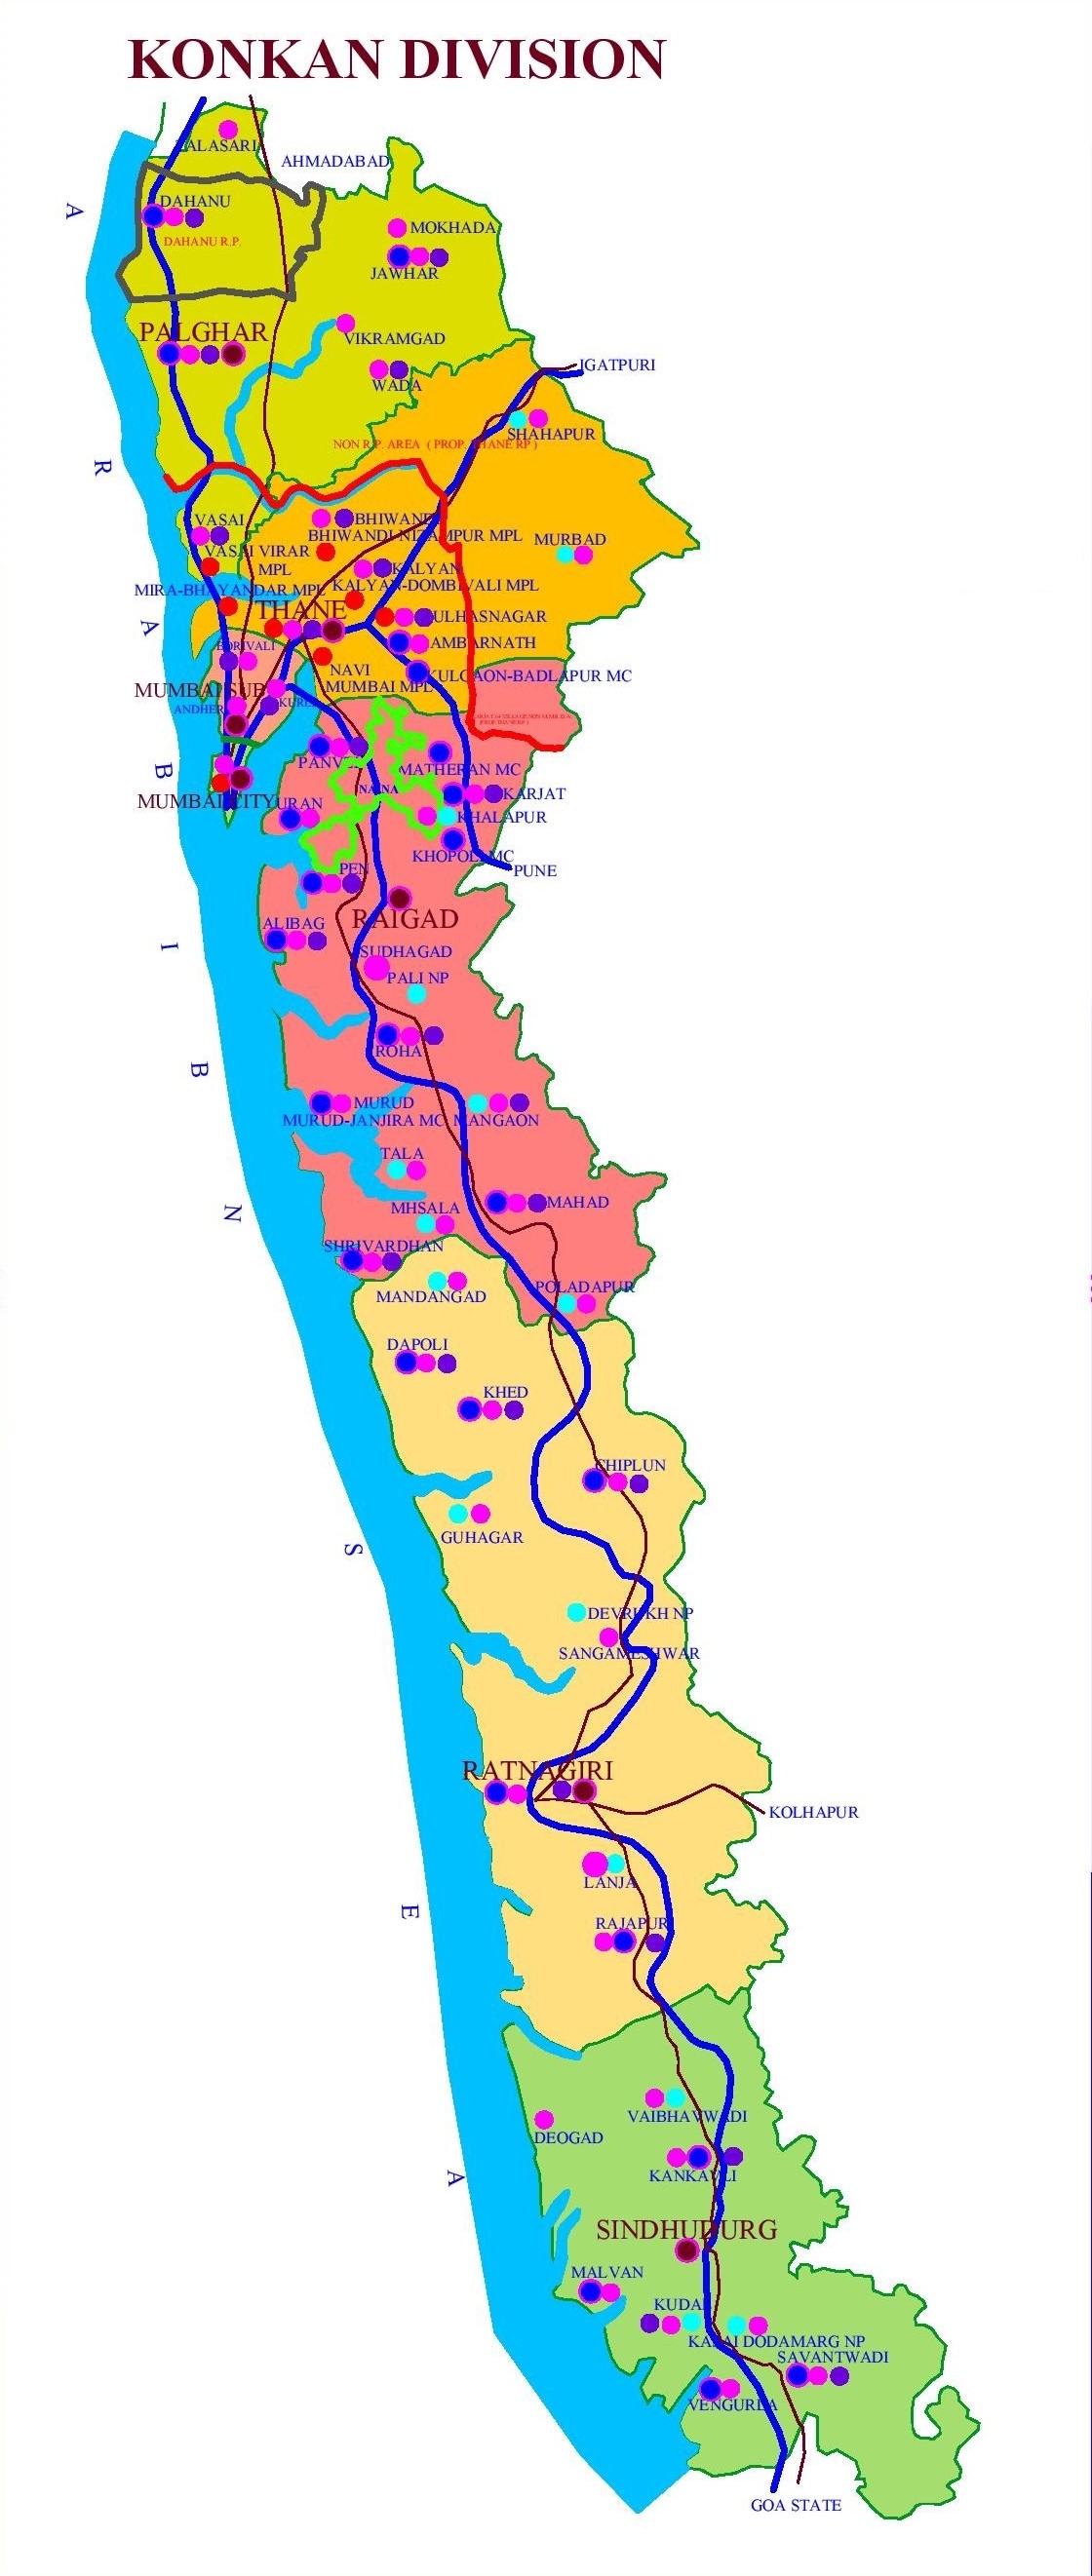 KONKAN DIVISION
AHMADABAD
DAHANU
DAHANU R.P.
MOKHADA
JAWHAR
PALGHAR
VIKRAMGAD
WADA
IGATPURI
SHAHAPUR
NON R.P. AREA ( PROP. THANE RP )
VASAI
BHIWANDI
BHIWANDI-NIZAMPUR MPL
MURBAD
VASAI VIRAR
MPL
KALYAN
KALYAN-DOMBIVALI MPL
MIRA-BHAYANDAR MPL
THANE
ULHASNAGAR
AMBARNATH
BORIVALI
NAVI
MUMBAI MPL
KULGAON-BADLAPUR MC
MUMBAI SUB
KURLA
PANVEL
MATHERAN MC
NAINA
KARJAT
MUMBAI CITY
URAN
KHALAPUR
KHOPOLI MC
PUNE
PEN
RAIGAD
ALIBAG
SUDHAGAD
PALI NP
ROHA
MURUD
MURUD-JANJIRA MC
MANGAON
TALA
MAHAD
MHSALA
SHRIVARDHAN
POLADAPUR
MANDANGAD
DAPOLI
KHED
CHIPLUN
GUHAGAR
DEVRUKH NP
SANGAMESHWAR
RATNAGIRI
KOLHAPUR
LANJA
RAJAPUR
VAIBHAVWADI
DEOGAD
KANKAVLI
SINDHUDURG
MALVAN
KUDAL
KASAI DODAMARG NP
SAVANTWADI
VENGURLA
GOA STATE
A
R
A
B
I
B
N
S
E
A